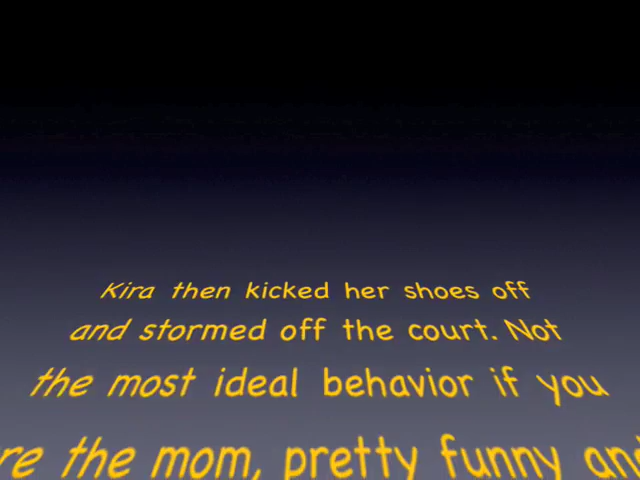 Kira then kicked her shoes off
and stormed off the court. Not
the most ideal behavior if you
the mom, pretty funny and